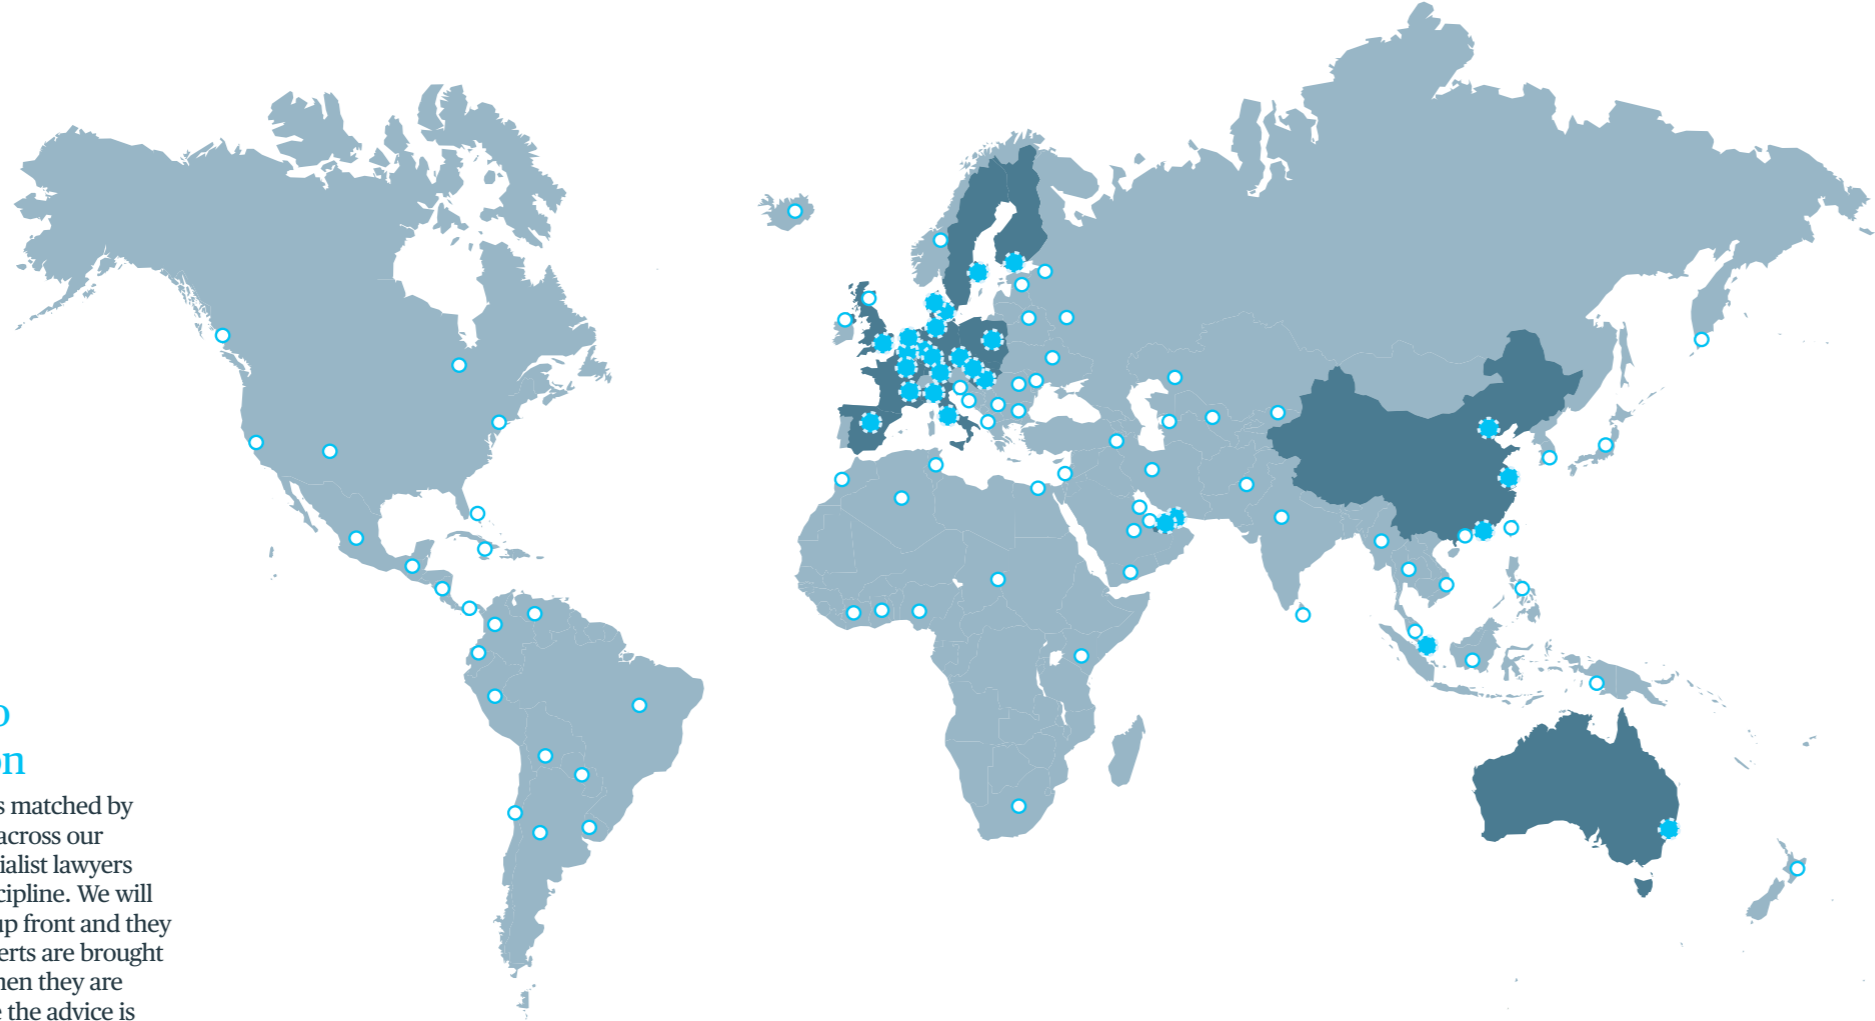 on
s matched by
across our
ialist lawyers
cipline. We will
up front and they
erts are brought
hen they are
e the advice is